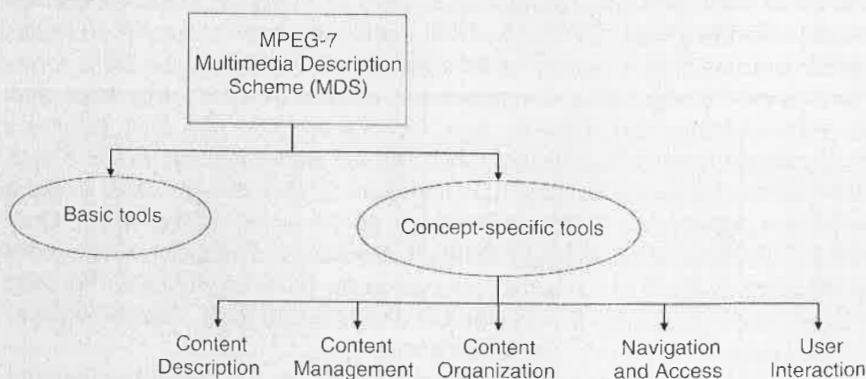 MPEG-7
Multimedia Description
Scheme (MDS)
Basic tools
Concept-specific tools
Content
Description
Content
Management
Content
Organization
Navigation
and Access
User
Interaction